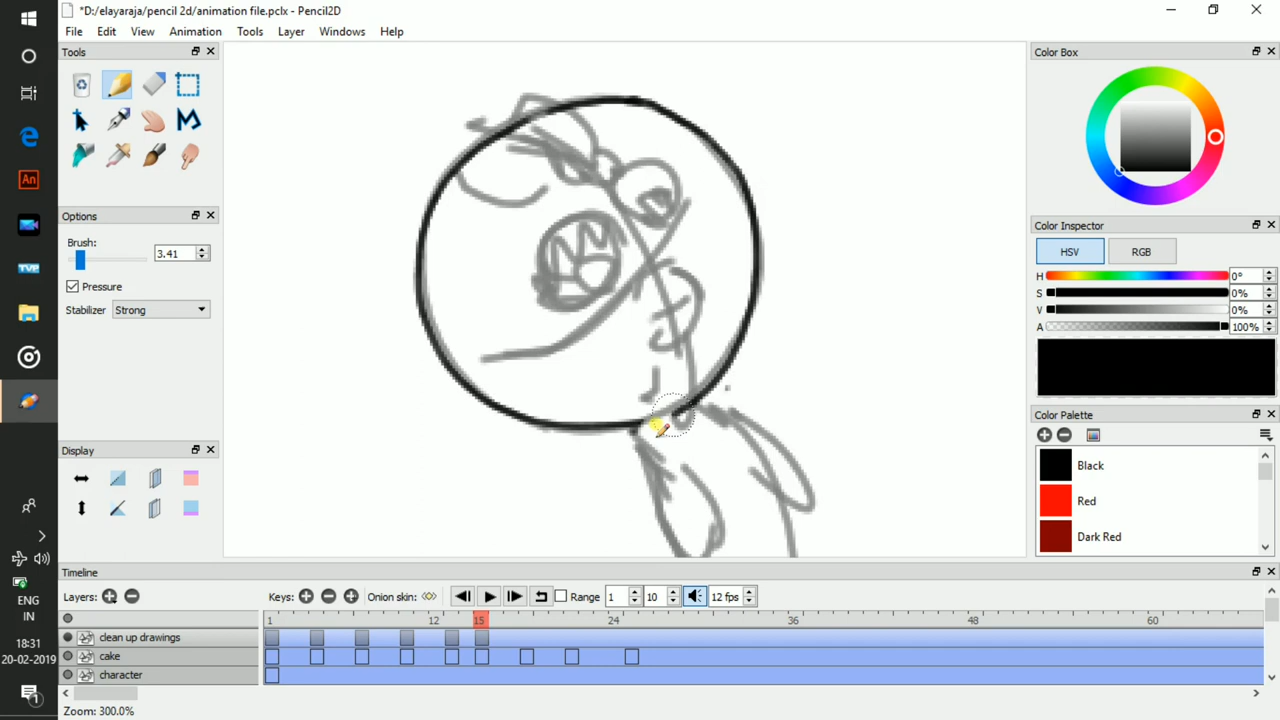 *D:/elayaraja/pencil 2d/animation file.pclx - Pencil2D
File Edit View Animation Tools Layer Windows Help
Tools
Color Box
An
TVP
Options
Brush:
3.41
Pressure
Stabilizer Strong
Color Inspector
HSV RGB
H 0°
S 0%
V 0%
A 100%
Color Palette
Black
Red
Dark Red
Display
Timeline
Layers: Keys: Onion skin: Range 1 10 12 fps
1 12 15 24 36 48 60
clean up drawings
cake
character
Zoom: 300.0%
ENG
IN
18:31
20-02-2019
1